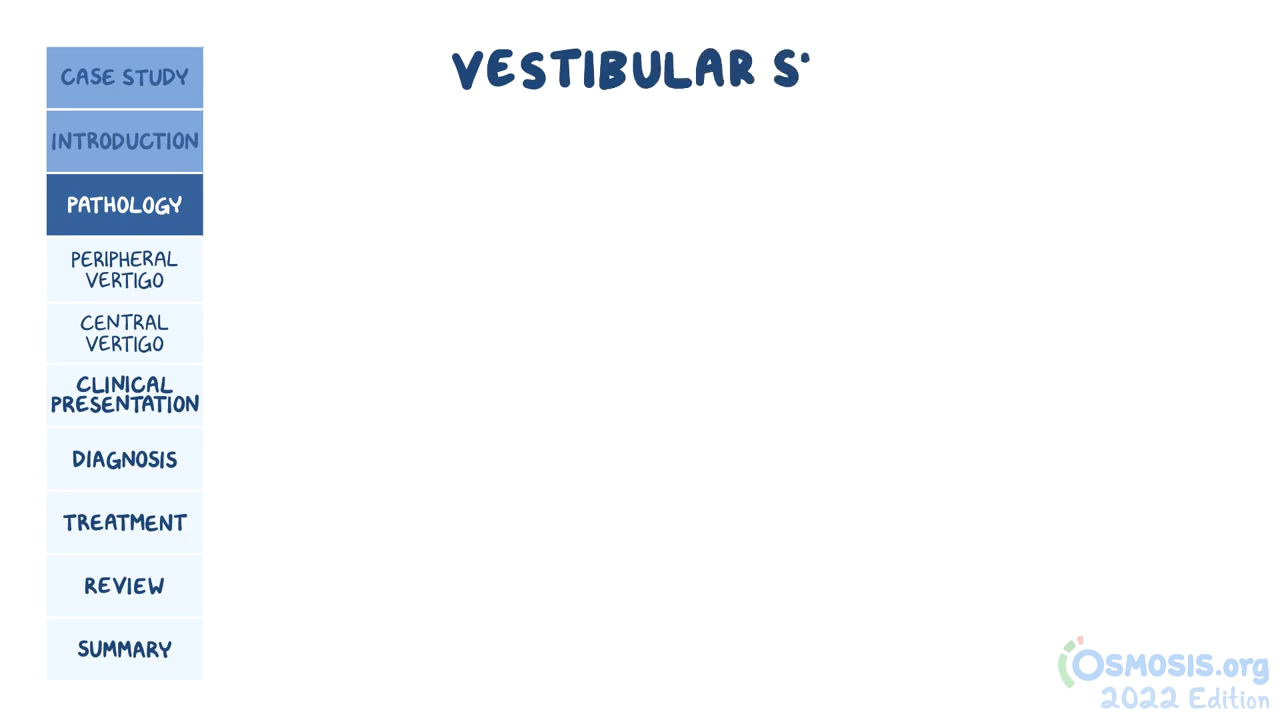 VESTIBULAR S
CASE STUDY
INTRODUCTION
PATHOLOGY
PERIPHERAL
VERTIGO
CENTRAL
VERTIGO
CLINICAL
PRESENTATION
DIAGNOSIS
TREATMENT
REVIEW
SUMMARY
OSMOSIS.org
2022 Edition